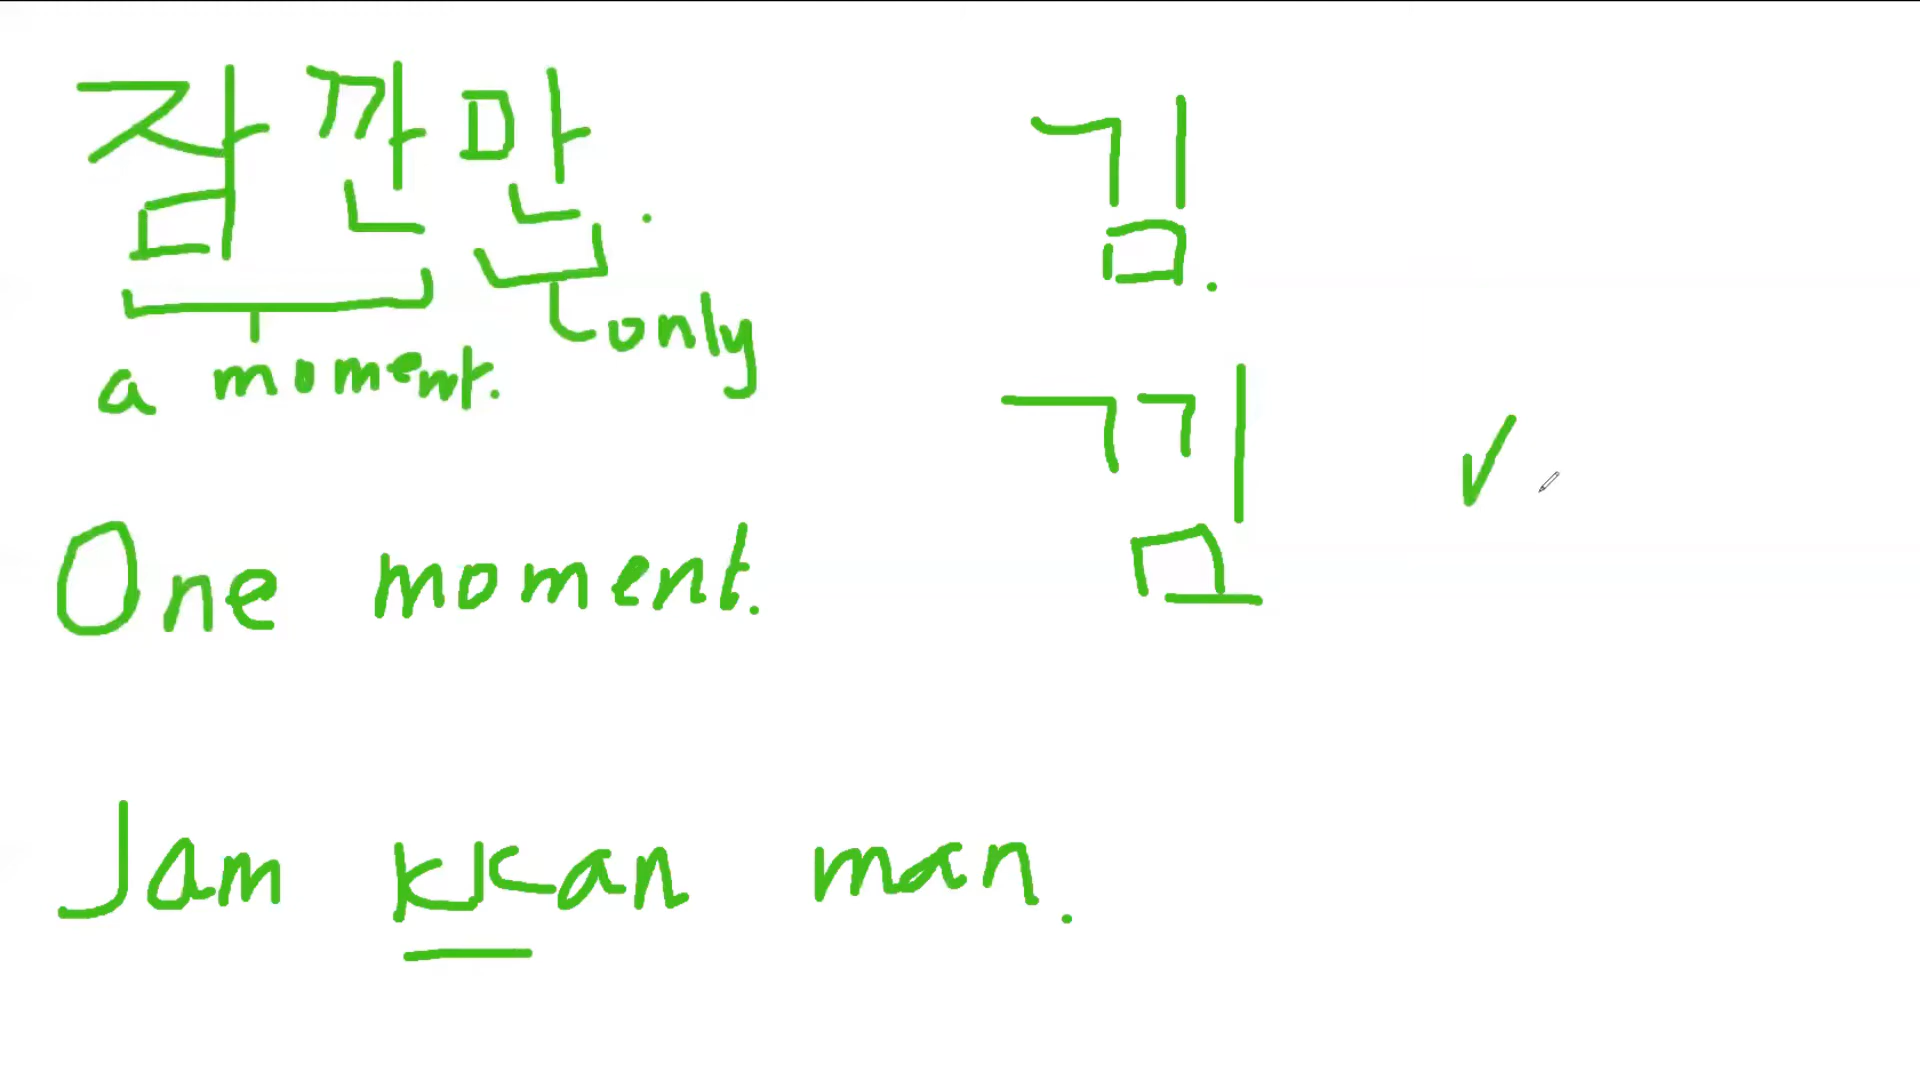 잠깐만.
only
a moment.
One moment.
Jam kkan man.
김.
낌